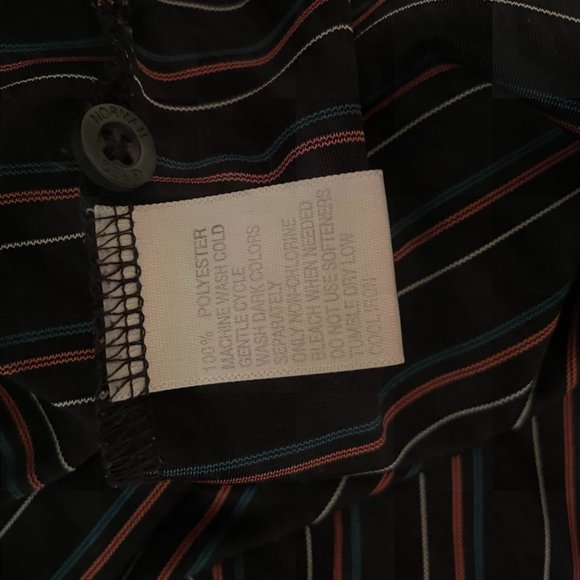 NORMAN
100% POLYESTER
MACHINE WASH COLD
GENTLE CYCLE
WASH DARK COLORS
SEPARATELY
ONLY NON-CHLORINE
BLEACH WHEN NEEDED
DO NOT USE SOFTENERS
TUMBLE DRY LOW
COOL IRON